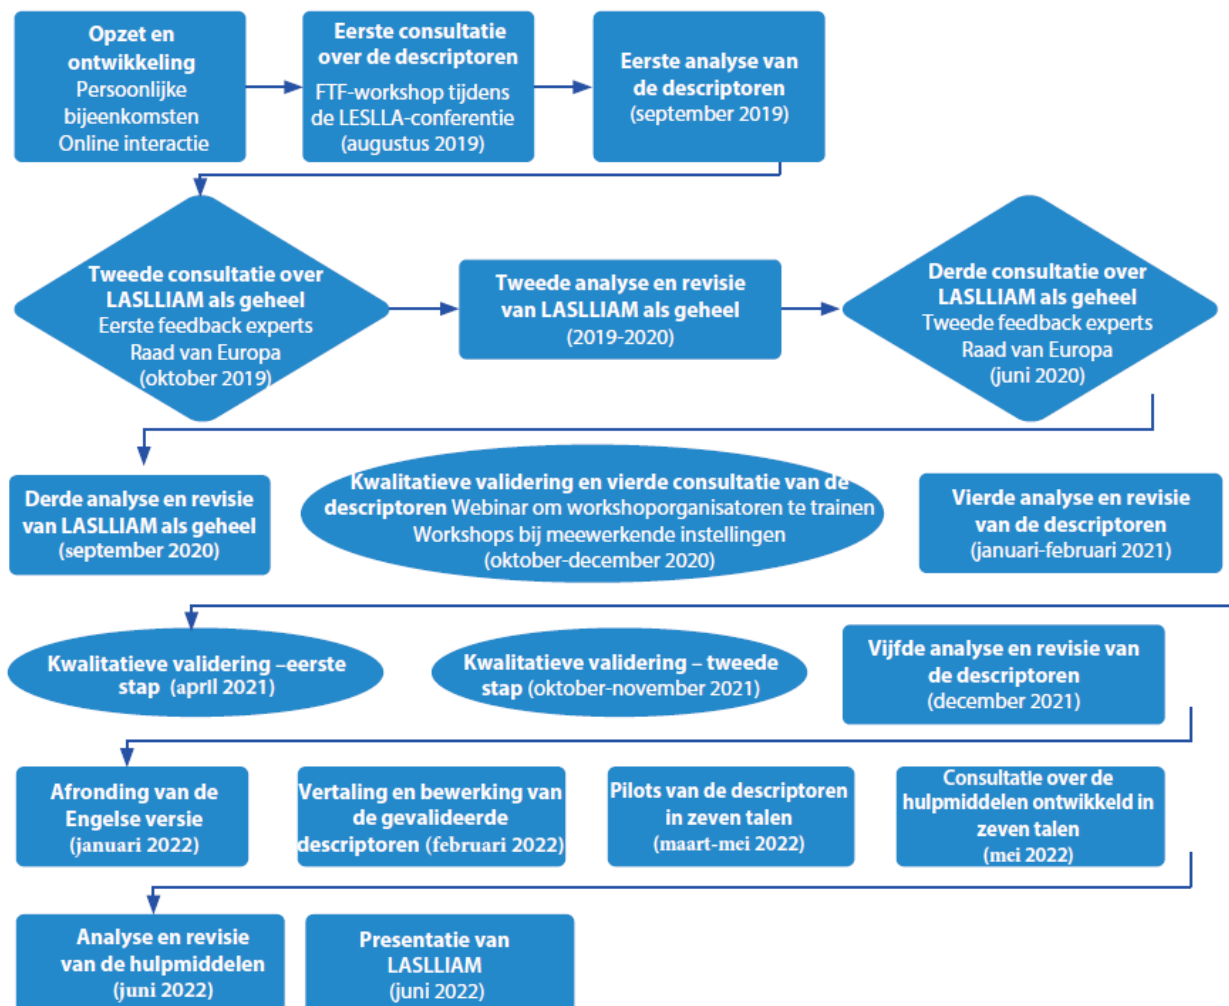 Opzet en
ontwikkeling
Persoonlijke
bijeenkomsten
Online interactie
Eerste consultatie
over de descriptoren
FTF-workshop tijdens
de LESLLA-conferentie
(augustus 2019)
Eerste analyse van
de descriptoren
(september 2019)
Tweede consultatie over
LASLLIAM als geheel
Eerste feedback experts
Raad van Europa
(oktober 2019)
Tweede analyse en revisie
van LASLLIAM als geheel
(2019-2020)
Derde consultatie over
LASLLIAM als geheel
Tweede feedback experts
Raad van Europa
(juni 2020)
Derde analyse en revisie
van LASLLIAM als geheel
(september 2020)
Kwalitatieve validering en vierde consultatie van de
descriptoren Webinar om workshoporganisatoren te trainen
Workshops bij meewerkende instellingen
(oktober-december 2020)
Vierde analyse en revisie
van de descriptoren
(januari-februari 2021)
Kwalitatieve validering –eerste
stap (april 2021)
Kwalitatieve validering – tweede
stap (oktober-november 2021)
Vijfde analyse en revisie van
de descriptoren
(december 2021)
Afronding van de
Engelse versie
(januari 2022)
Vertaling en bewerking van
de gevalideerde
descriptoren (februari 2022)
Pilots van de descriptoren
in zeven talen
(maart-mei 2022)
Consultatie over de
hulpmiddelen ontwikkeld in
zeven talen
(mei 2022)
Analyse en revisie
van de hulpmiddelen
(juni 2022)
Presentatie van
LASLLIAM
(juni 2022)